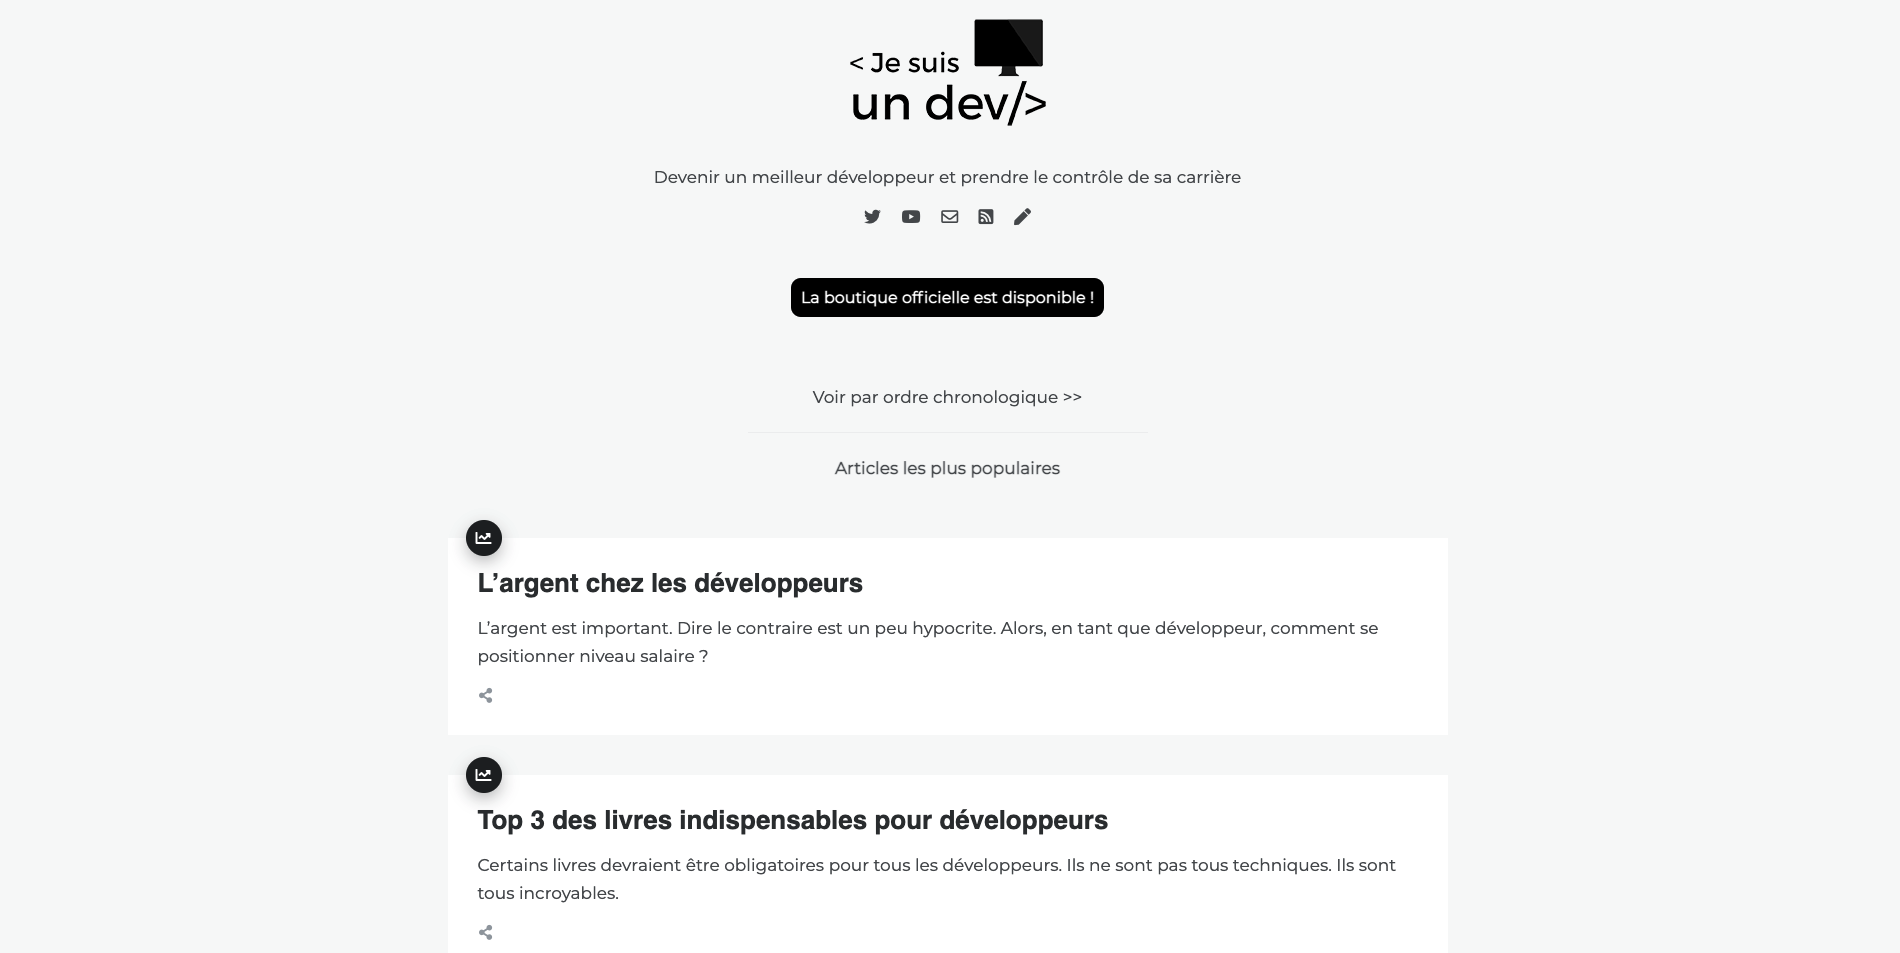 < Je suis
un dev/>
Devenir un meilleur développeur et prendre le contrôle de sa carrière
La boutique officielle est disponible !
Voir par ordre chronologique >>
Articles les plus populaires
L’argent chez les développeurs
L’argent est important. Dire le contraire est un peu hypocrite. Alors, en tant que développeur, comment se
positionner niveau salaire ?
Top 3 des livres indispensables pour développeurs
Certains livres devraient être obligatoires pour tous les développeurs. Ils ne sont pas tous techniques. Ils sont
tous incroyables.